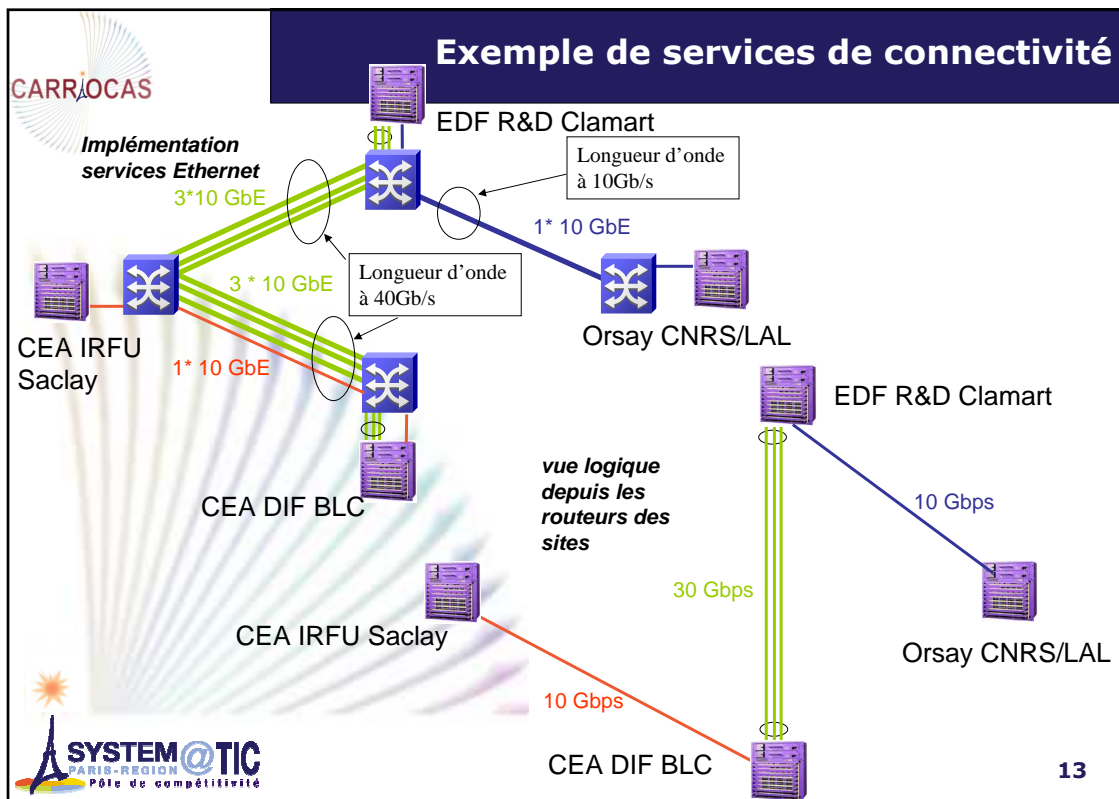 Exemple de services de connectivité
CARRIOCAS
EDF R&D Clamart
Implémentation
services Ethernet
Longueur d'onde
à 10Gb/s
3*10 GbE
1* 10 GbE
3 * 10 GbE
Longueur d'onde
à 40Gb/s
Orsay CNRS/LAL
CEA IRFU
Saclay
1* 10 GbE
EDF R&D Clamart
CEA DIF BLC
vue logique
depuis les
routeurs des
sites
10 Gbps
30 Gbps
CEA IRFU Saclay
Orsay CNRS/LAL
10 Gbps
CEA DIF BLC
SYSTEM@TIC
PARIS-REGION
Pôle de compétitivité
13